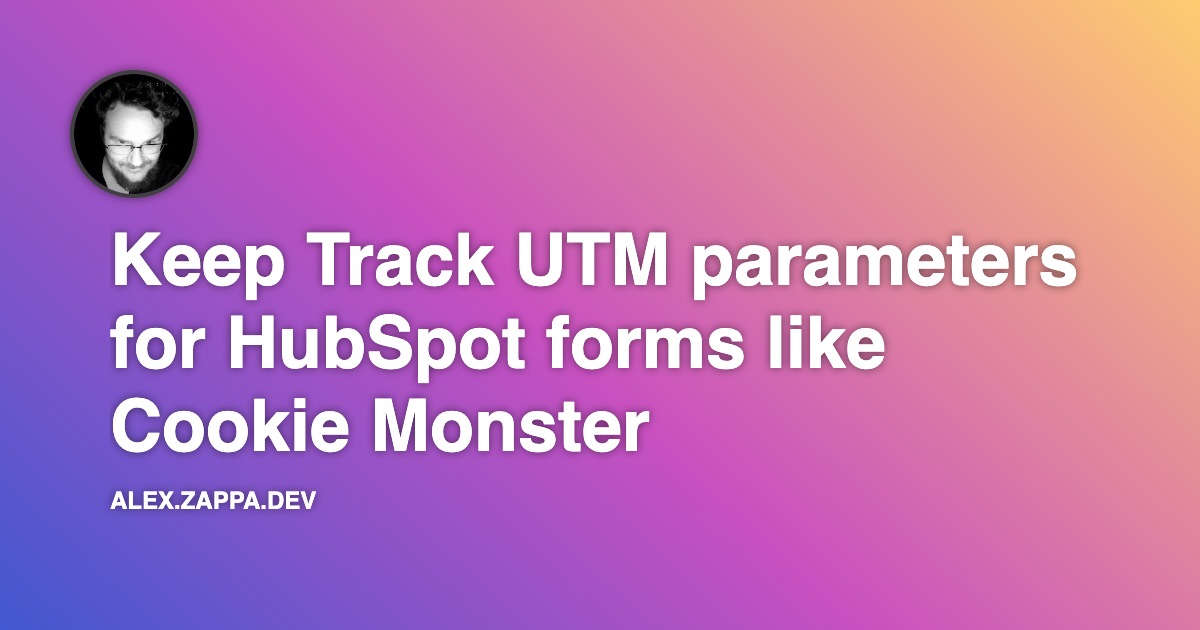 Keep Track UTM parameters
for HubSpot forms like
Cookie Monster
ALEX.ZAPPA.DEV